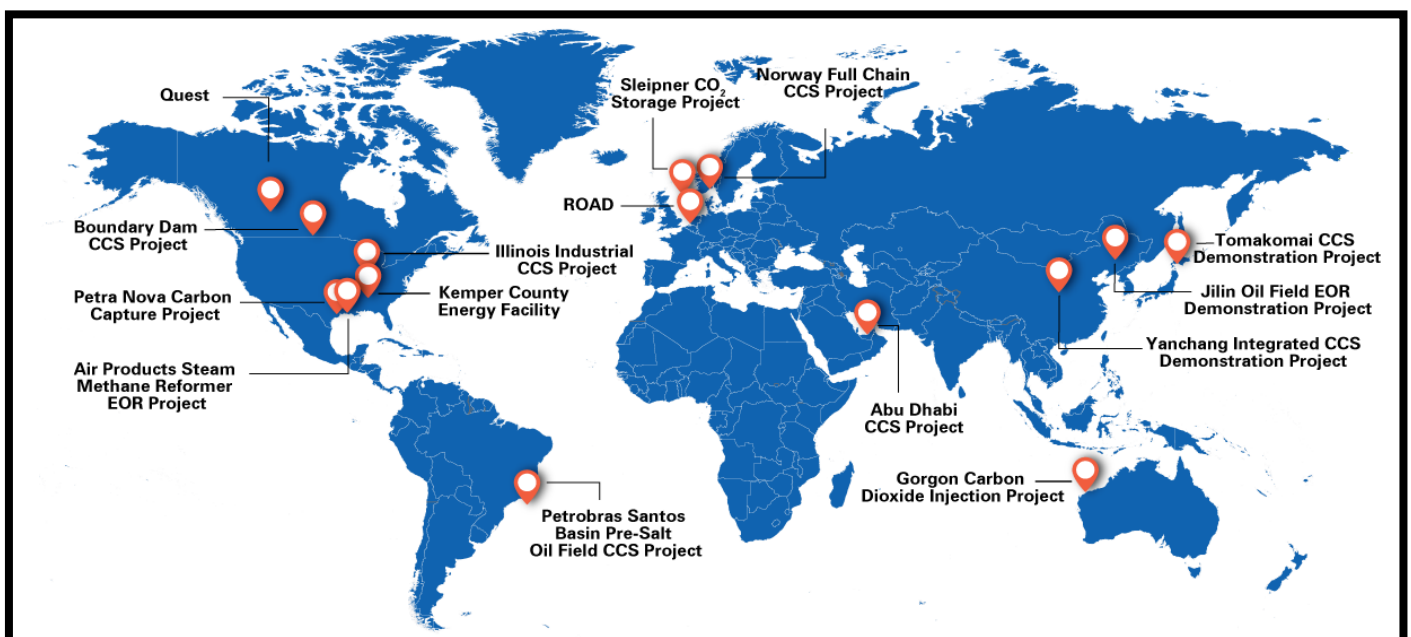 Quest
Boundary Dam
CCS Project
Petra Nova Carbon
Capture Project
Air Products Steam
Methane Reformer
EOR Project
Illinois Industrial
CCS Project
Kemper County
Energy Facility
Petrobras Santos
Basin Pre-Salt
Oil Field CCS Project
Sleipner CO₂
Storage Project
Norway Full Chain
CCS Project
ROAD
Abu Dhabi
CCS Project
Tomakomai CCS
Demonstration Project
Jilin Oil Field EOR
Demonstration Project
Yanchang Integrated CCS
Demonstration Project
Gorgon Carbon
Dioxide Injection Project